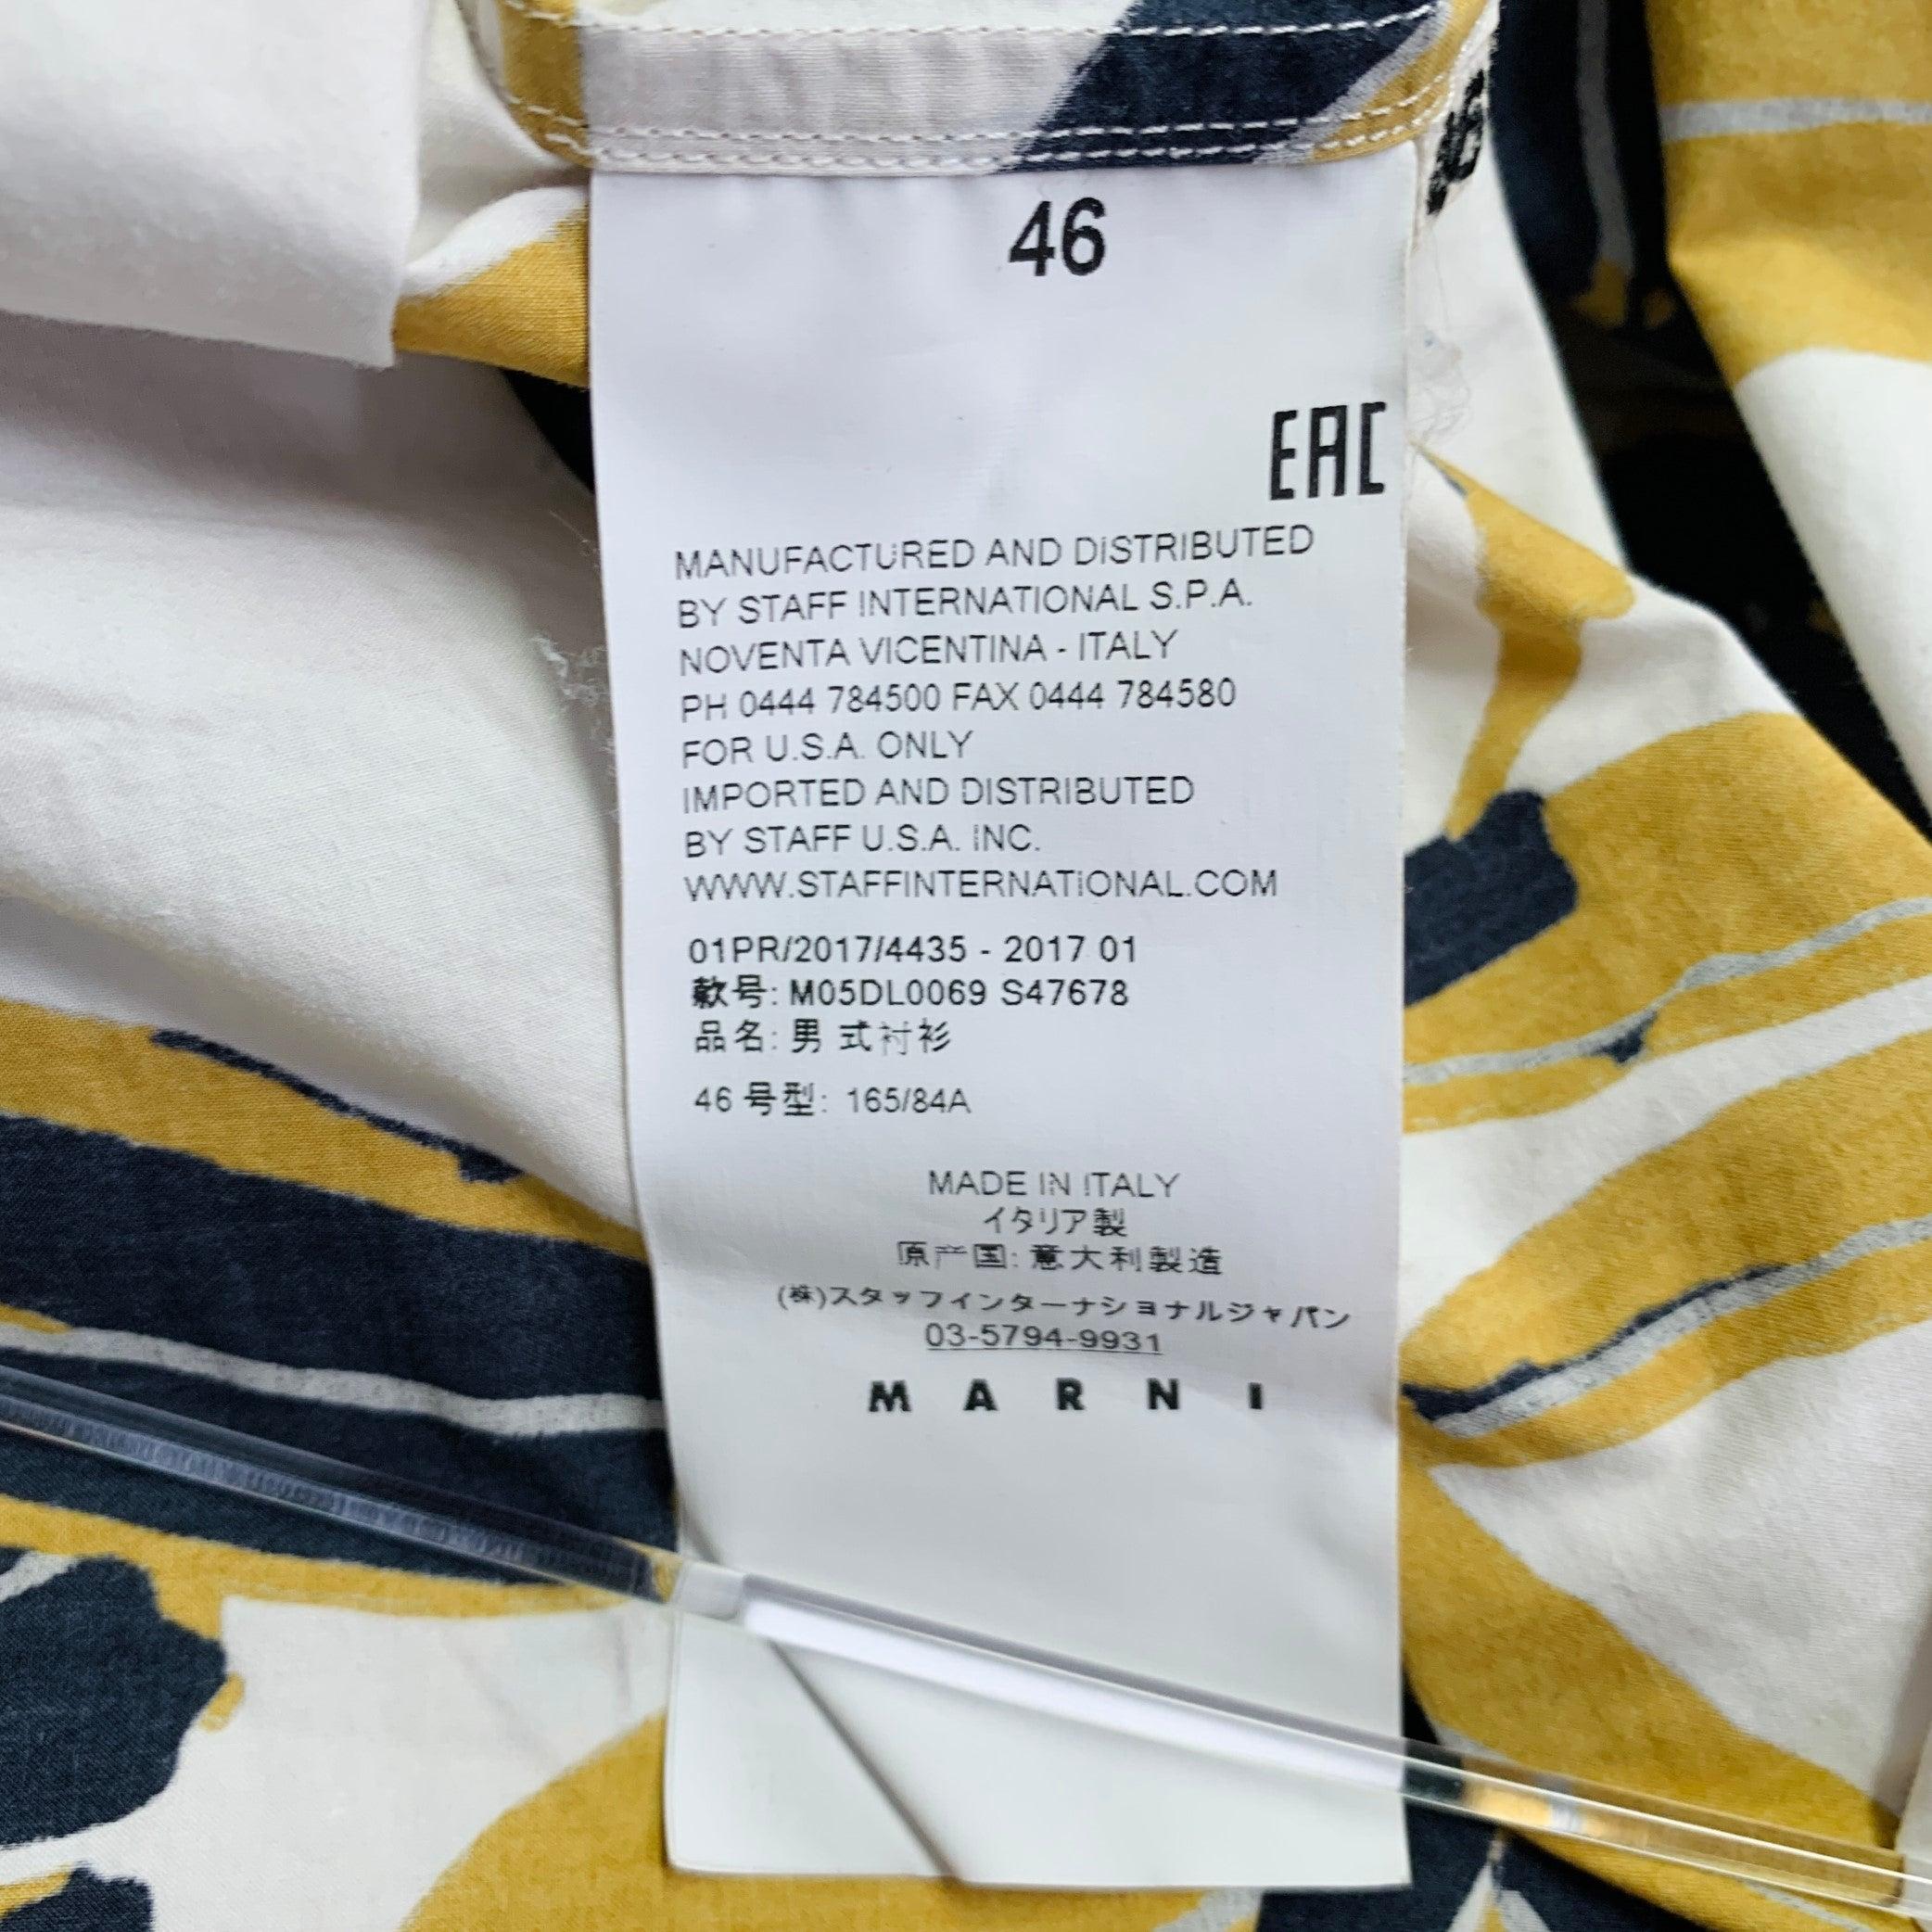 46
46
EAC
MANUFACTURED AND DISTRIBUTED
BY STAFF INTERNATIONAL S.P.A.
NOVENTA VICENTINA - ITALY
PH 0444 784500 FAX 0444 784580
FOR U.S.A. ONLY
IMPORTED AND DISTRIBUTED
BY STAFF U.S.A. INC.
WWW.STAFFINTERNATIONAL.COM
01PR/2017/4435 - 2017 01
款号: M05DL0069 S47678
品名: 男 式衬衫
46 号型: 165/84A
MADE IN ITALY
イタリア製
原产国: 意大利製造
(株)スタッフインターナショナルジャパン
03-5794-9931
MARNI